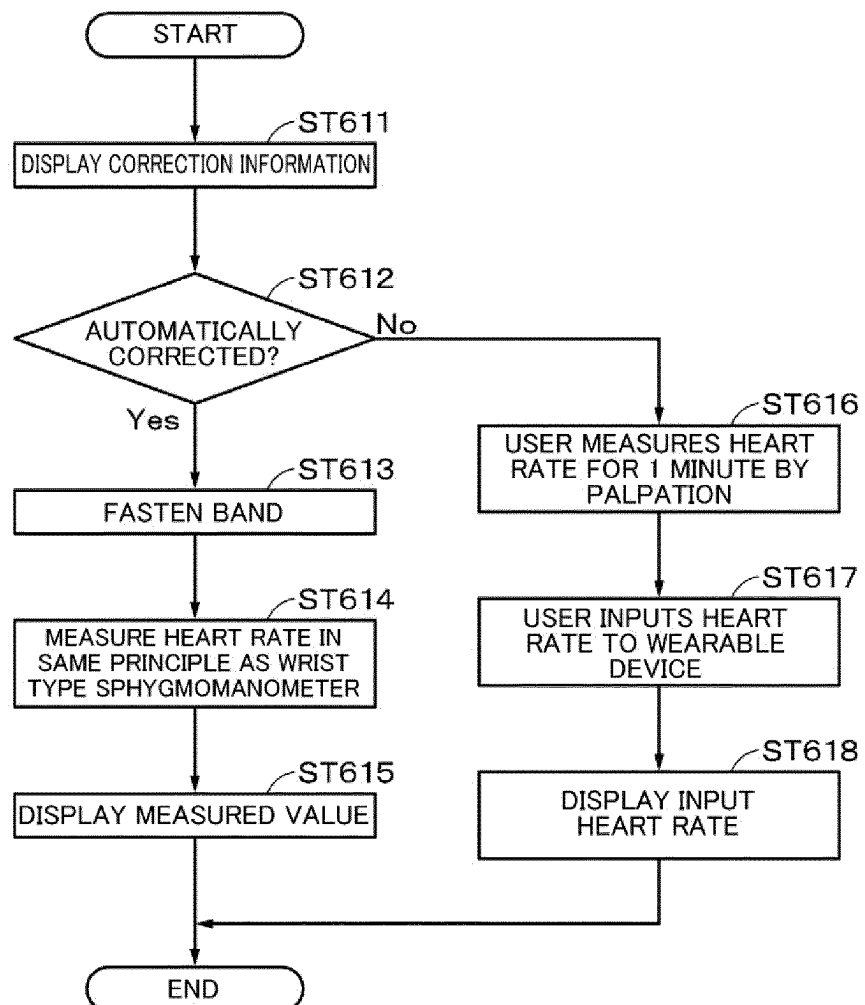 START
ST611
DISPLAY CORRECTION INFORMATION
ST612
AUTOMATICALLY
CORRECTED?
No
Yes
ST613
FASTEN BAND
ST614
MEASURE HEART RATE IN
SAME PRINCIPLE AS WRIST
TYPE SPHYGMOMANOMETER
ST615
DISPLAY MEASURED VALUE
ST616
USER MEASURES HEART
RATE FOR 1 MINUTE BY
PALPATION
ST617
USER INPUTS HEART
RATE TO WEARABLE
DEVICE
ST618
DISPLAY INPUT
HEART RATE
END